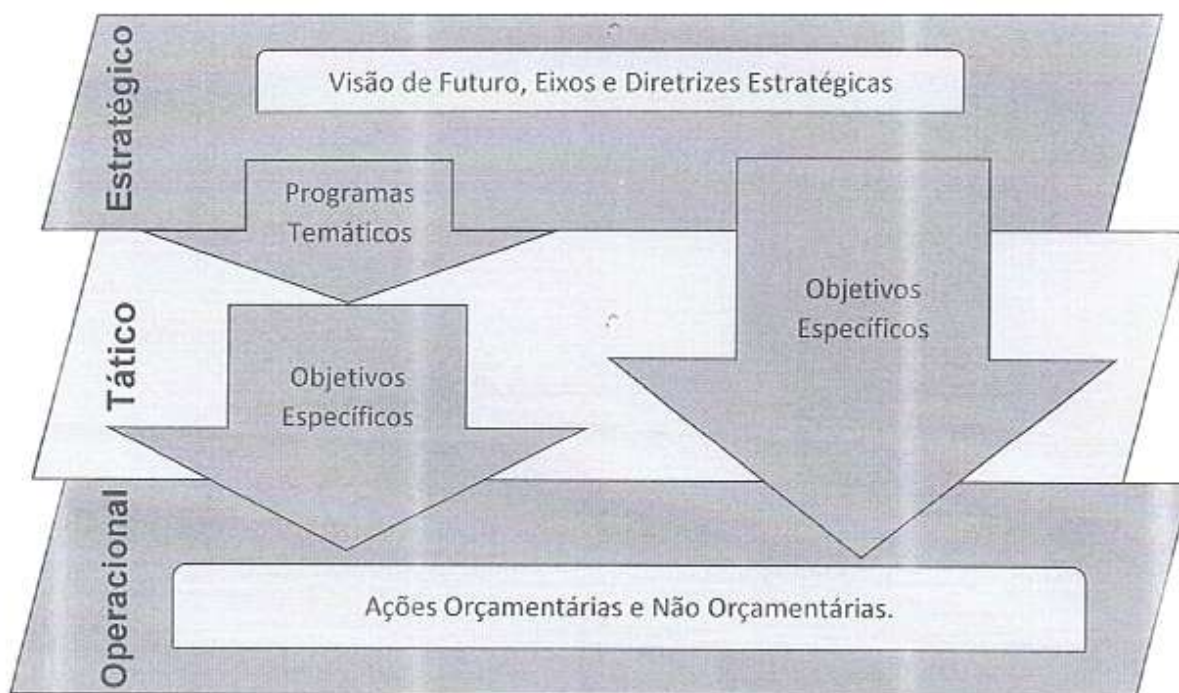 Estratégico
Visão de Futuro, Eixos e Diretrizes Estratégicas
Programas
Temáticos
Tático
Objetivos
Específicos
Objetivos
Específicos
Operacional
Ações Orçamentárias e Não Orçamentárias.